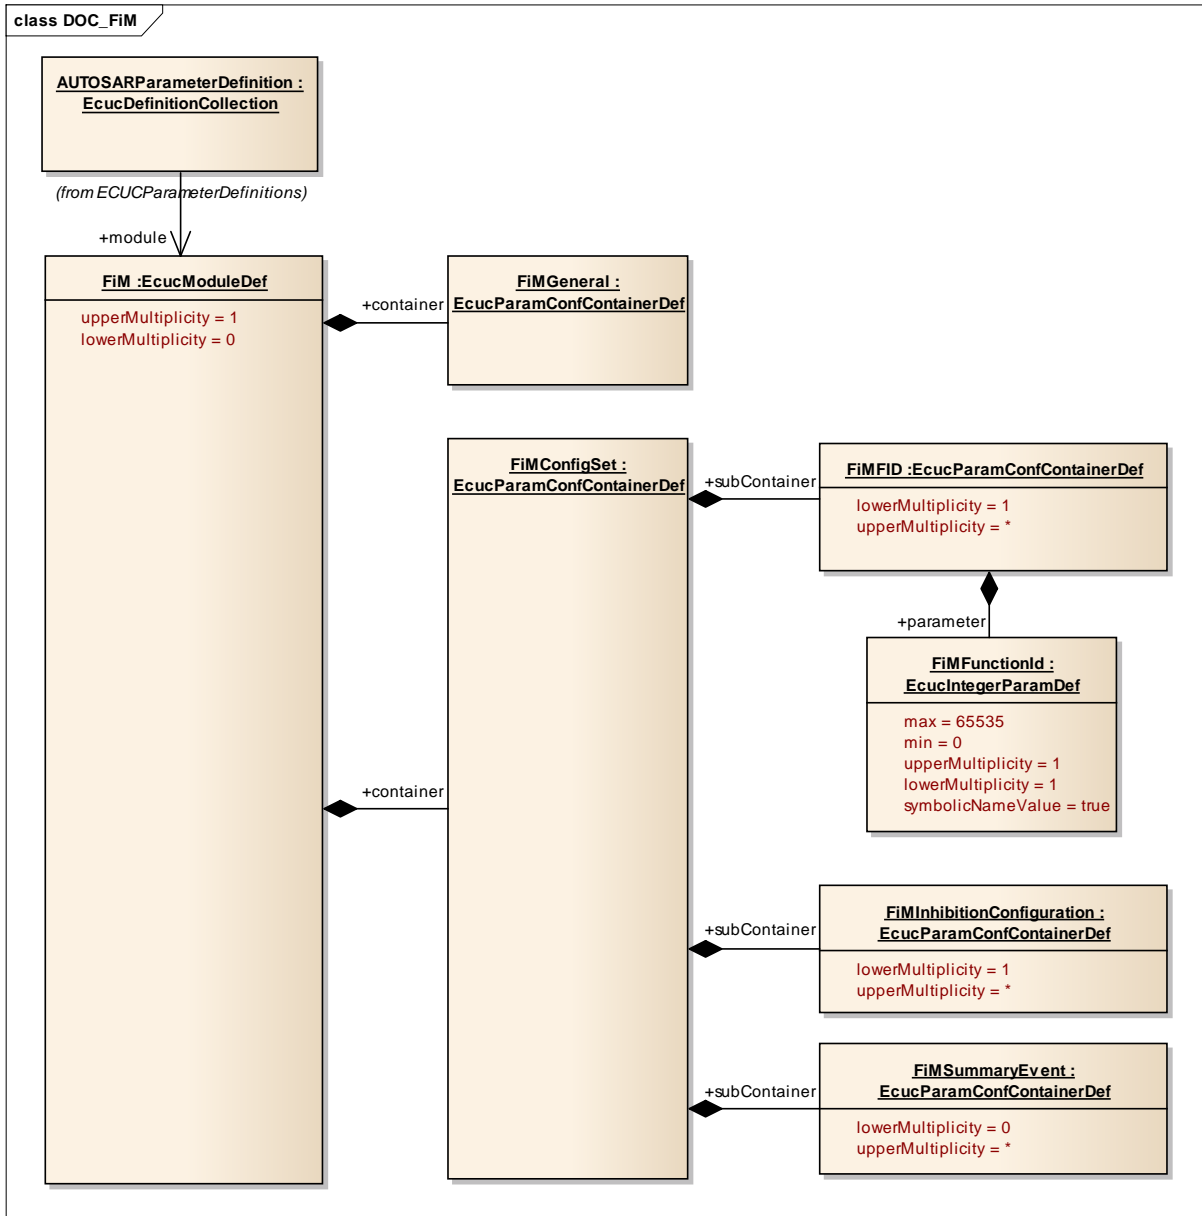 class DOC_FiM
AUTOSARParameterDefinition :
EcucDefinitionCollection
(from ECUCParameterDefinitions)
+module
FiM :EcucModuleDef
upperMultiplicity = 1
lowerMultiplicity = 0
+container
FiMGeneral :
EcucParamConfContainerDef
FiMConfigSet :
EcucParamConfContainerDef
+subContainer
FiMFID :EcucParamConfContainerDef
lowerMultiplicity = 1
upperMultiplicity = *
+parameter
FiMFunctionId :
EcucIntegerParamDef
max = 65535
min = 0
upperMultiplicity = 1
lowerMultiplicity = 1
symbolicNameValue = true
+container
+subContainer
FiMInhibitionConfiguration :
EcucParamConfContainerDef
lowerMultiplicity = 1
upperMultiplicity = *
+subContainer
FiMSummaryEvent :
EcucParamConfContainerDef
lowerMultiplicity = 0
upperMultiplicity = *